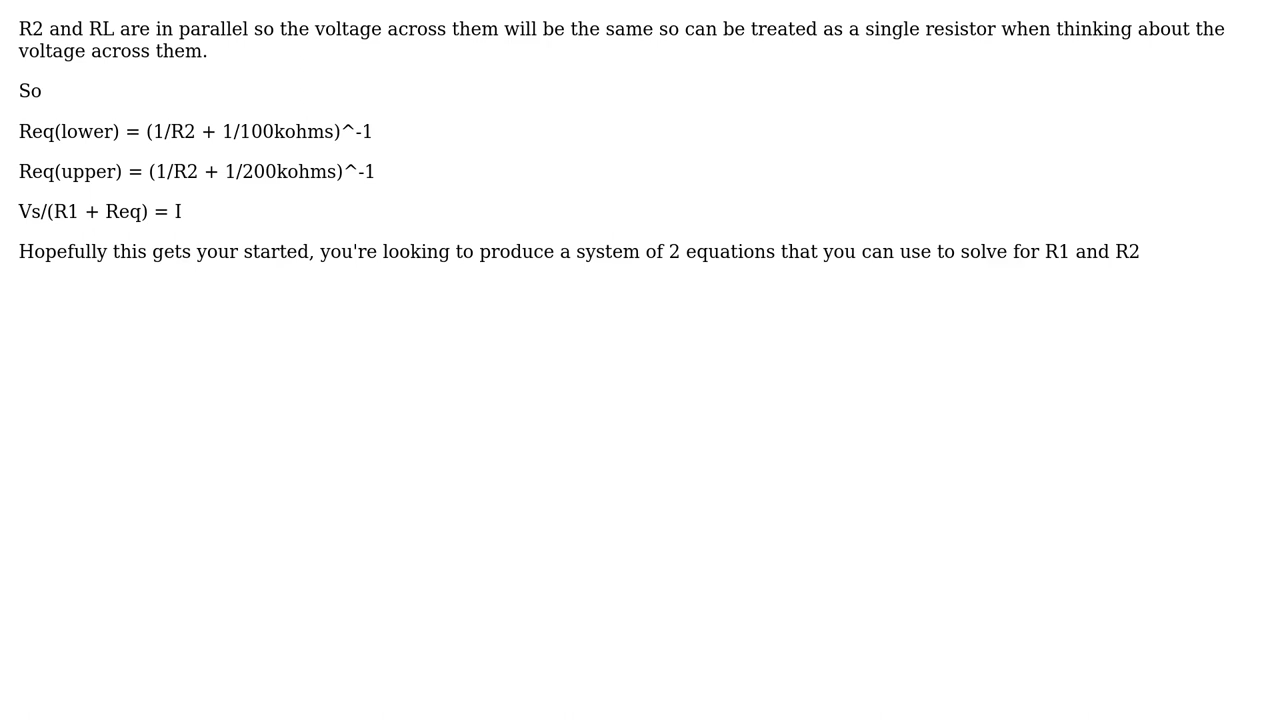 R2 and RL are in parallel so the voltage across them will be the same so can be treated as a single resistor when thinking about the
voltage across them.
So
Req(lower) = (1/R2 + 1/100kohms)^-1
Req(upper) = (1/R2 + 1/200kohms)^-1
Vs/(R1 + Req) = I
Hopefully this gets your started, you're looking to produce a system of 2 equations that you can use to solve for R1 and R2